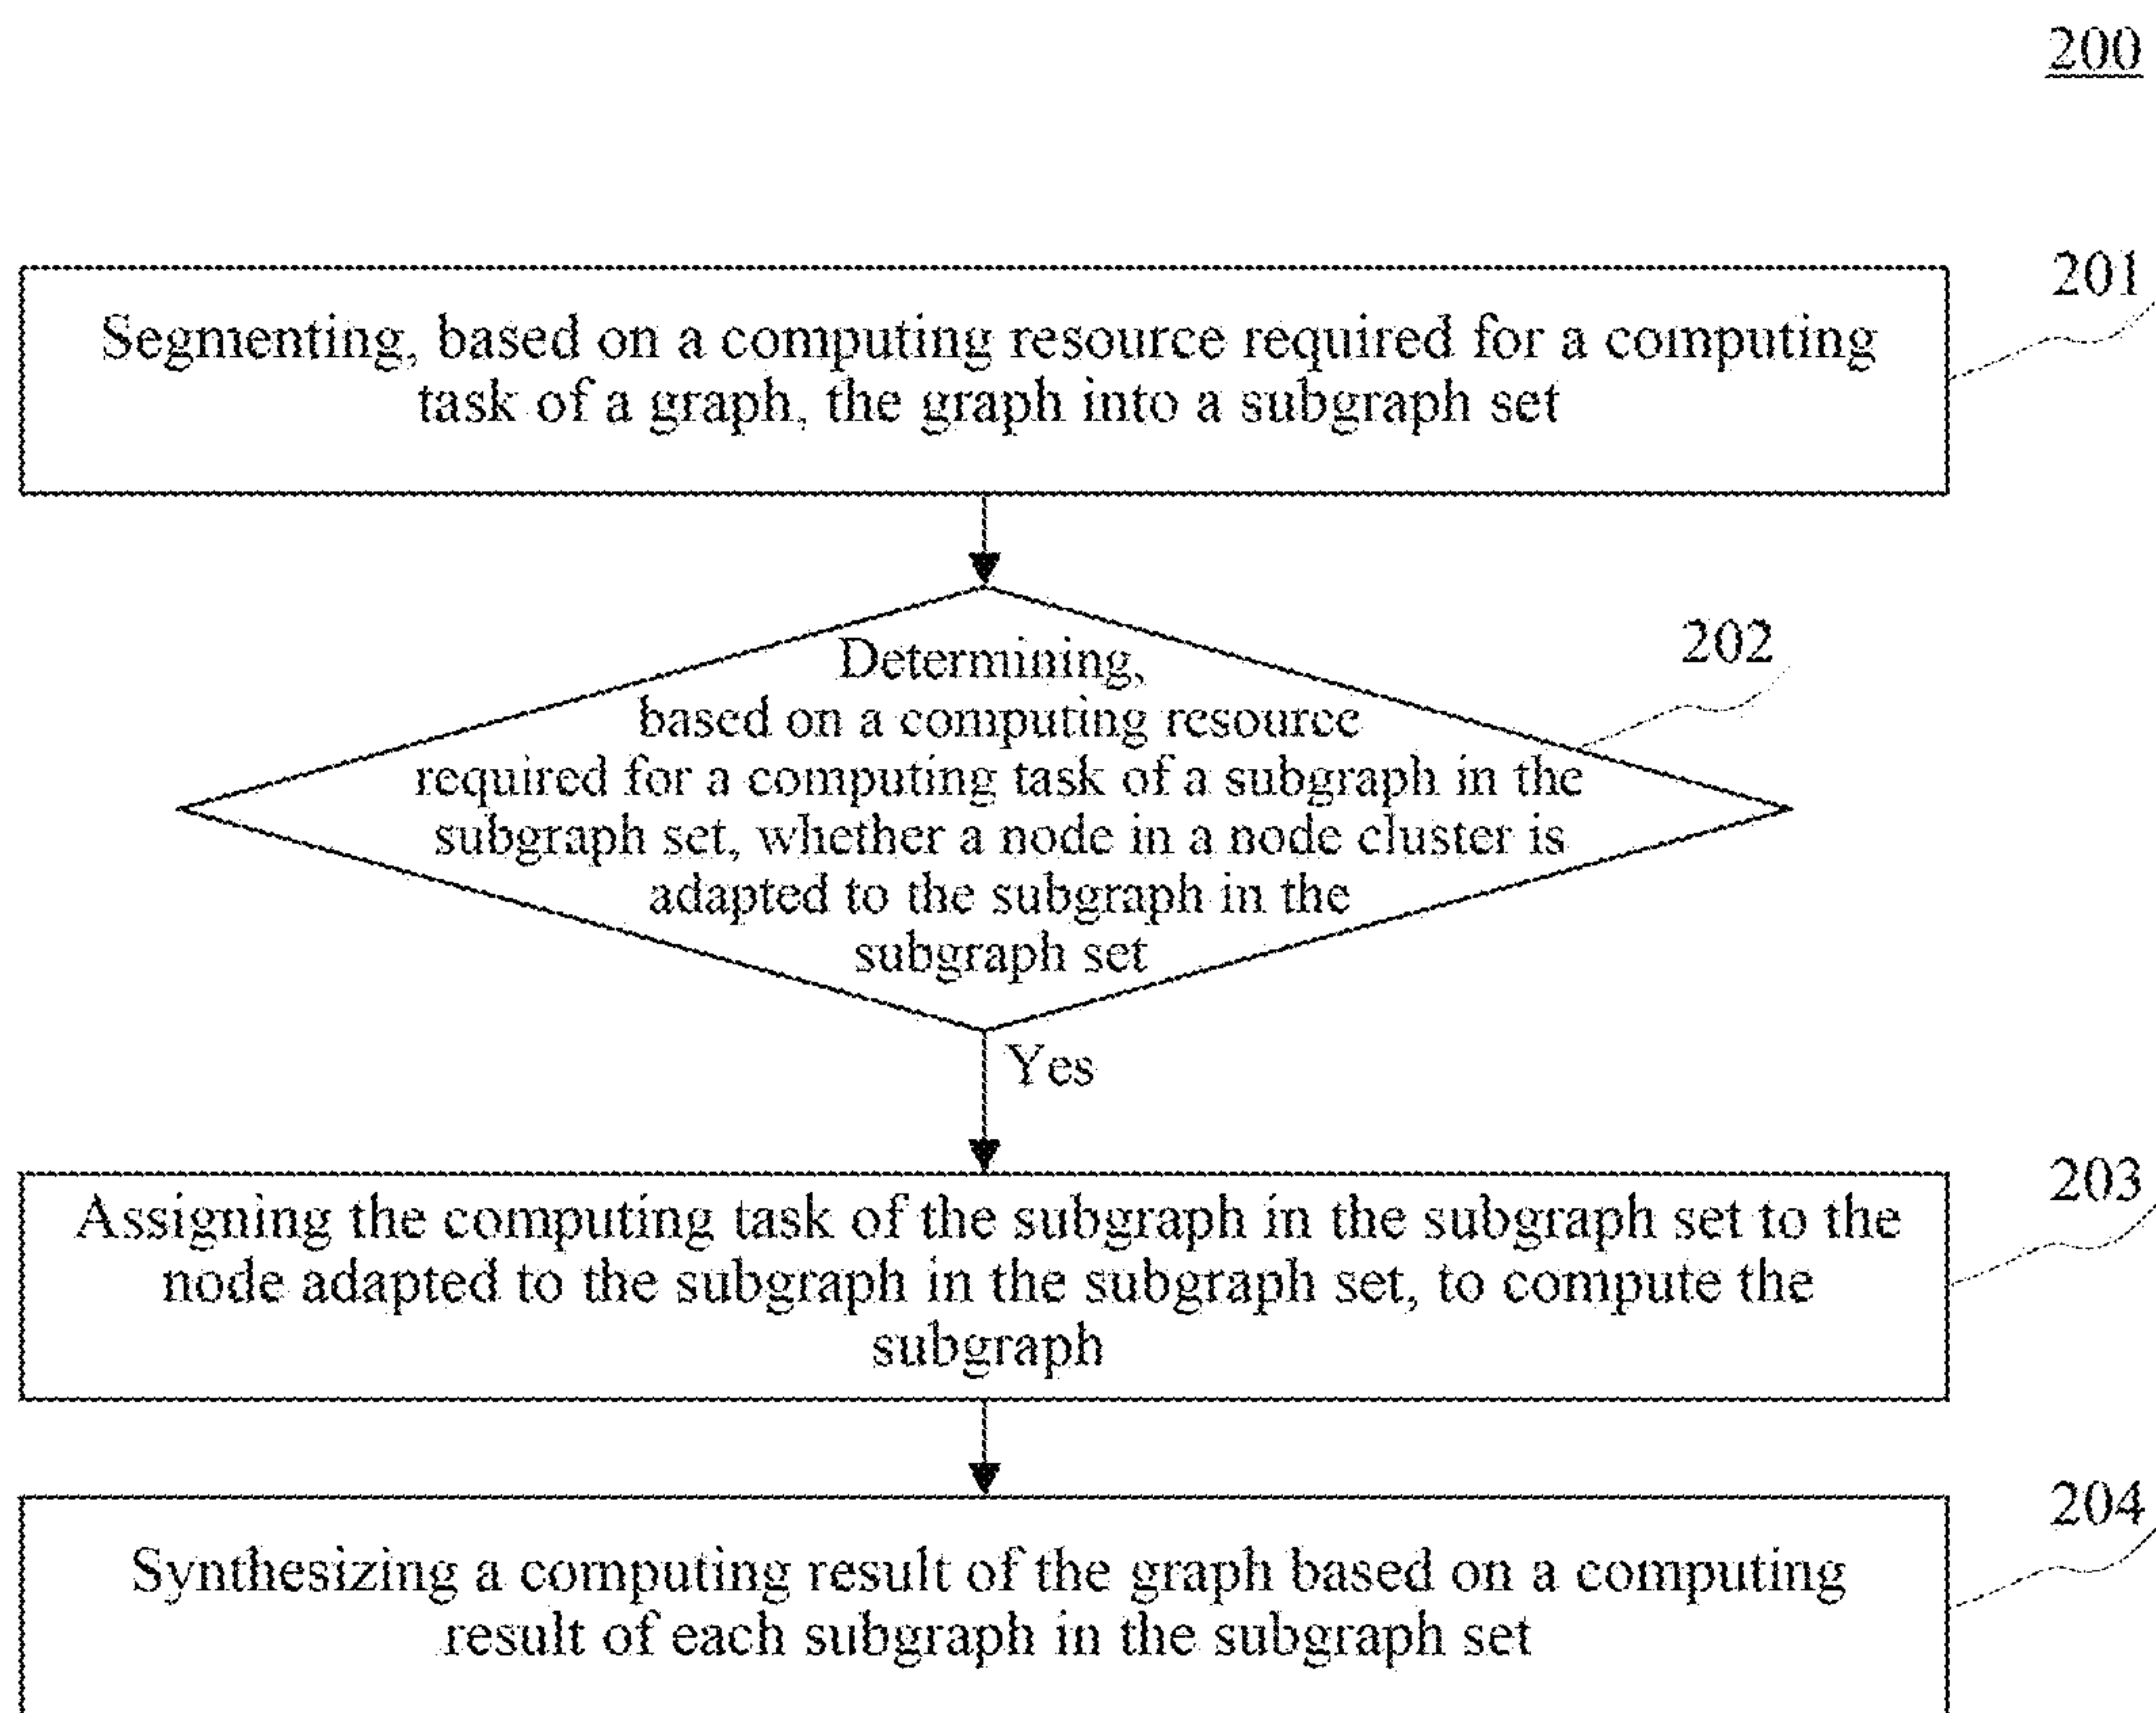 200
201
Segmenting, based on a computing resource required for a computing
task of a graph, the graph into a subgraph set
202
Determining,
based on a computing resource
required for a computing task of a subgraph in the
subgraph set, whether a node in a node cluster is
adapted to the subgraph in the
subgraph set
Yes
203
Assigning the computing task of the subgraph in the subgraph set to the
node adapted to the subgraph in the subgraph set, to compute the
subgraph
204
Synthesizing a computing result of the graph based on a computing
result of each subgraph in the subgraph set